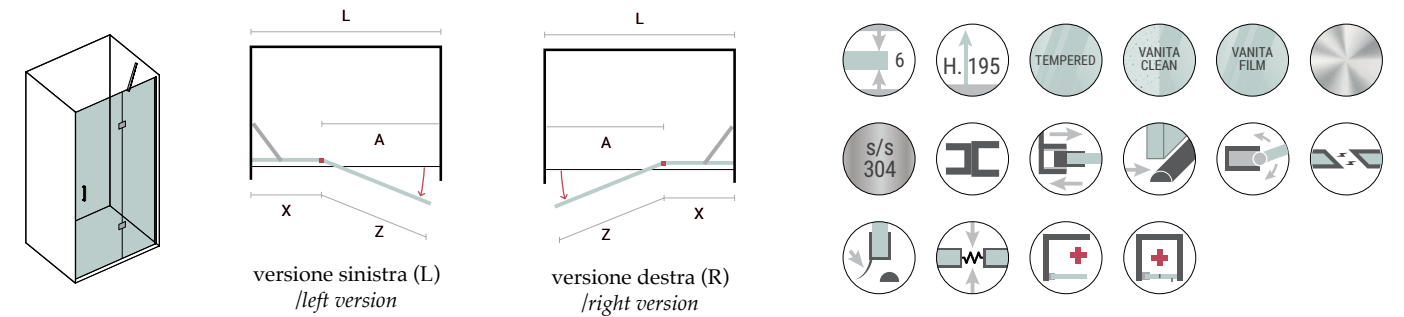 L
A
X
Z
versione sinistra (L)
/left version
L
A
X
Z
versione destra (R)
/right version
6
H. 195
TEMPERED
VANITA
CLEAN
VANITA
FILM
s/s
304